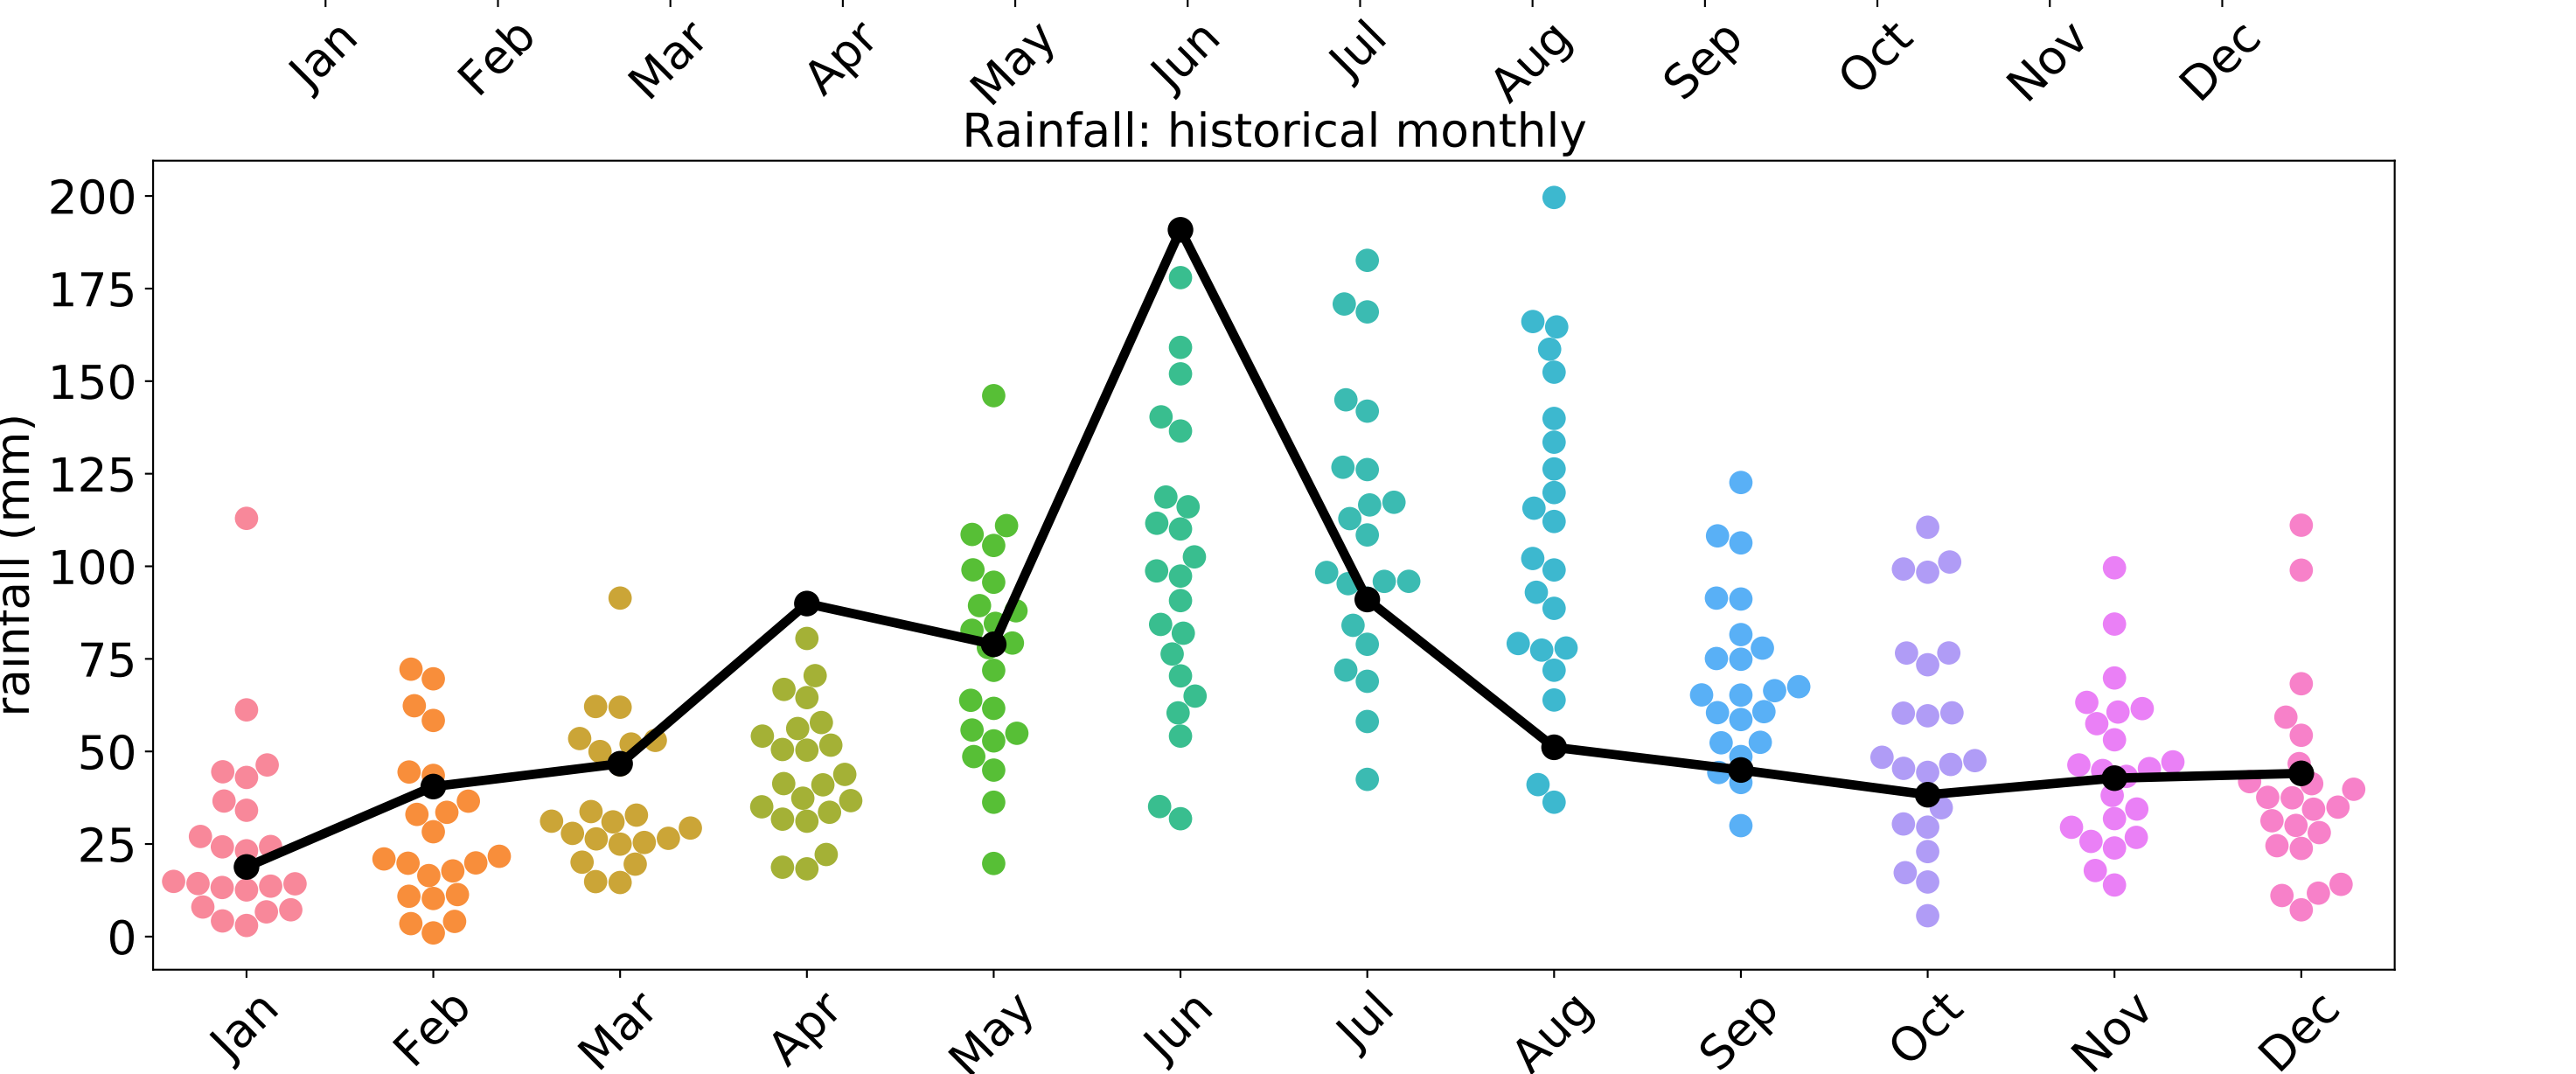 Jan Feb Mar Apr May Jun Jul Aug Sep Oct Nov Dec
Rainfall: historical monthly
rainfall (mm)
200
175
150
125
100
75
50
25
0
Jan Feb Mar Apr May Jun Jul Aug Sep Oct Nov Dec